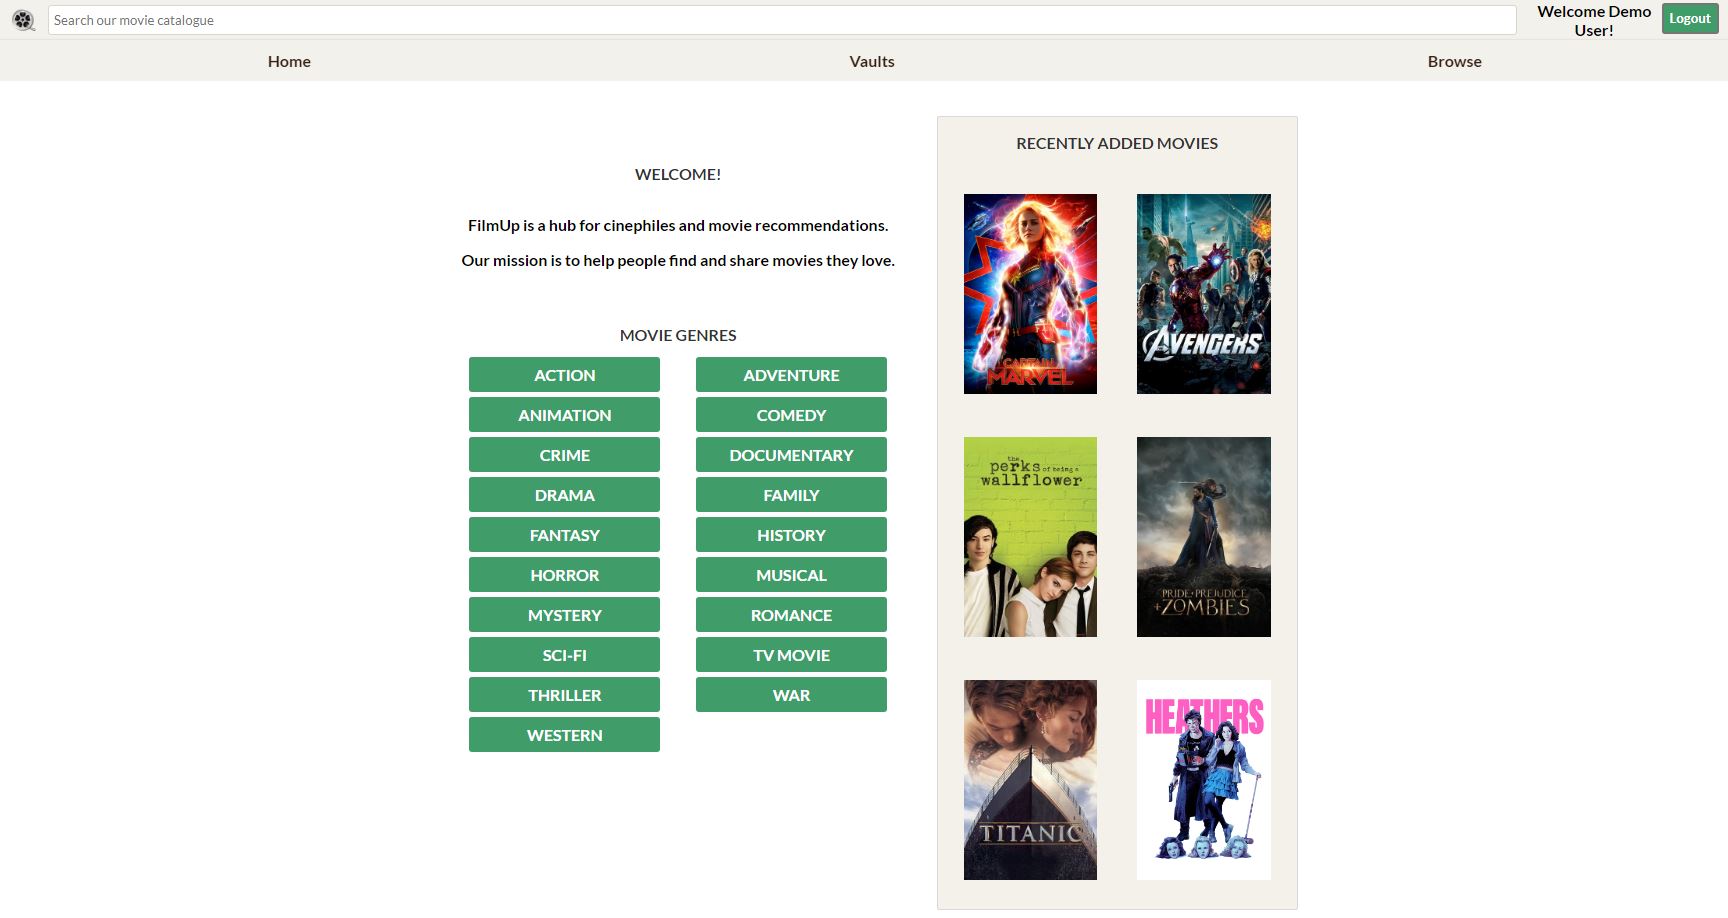 Search our movie catalogue
Welcome Demo
User!
Logout
Home
Vaults
Browse
WELCOME!
FilmUp is a hub for cinephiles and movie recommendations.
Our mission is to help people find and share movies they love.
MOVIE GENRES
ACTION
ADVENTURE
ANIMATION
COMEDY
CRIME
DOCUMENTARY
DRAMA
FAMILY
FANTASY
HISTORY
HORROR
MUSICAL
MYSTERY
ROMANCE
SCI-FI
TV MOVIE
THRILLER
WAR
WESTERN
RECENTLY ADDED MOVIES
CAPTAIN
MARVEL
AVENGERS
the
perks of being a
wallflower
PRIDE + PREJUDICE
+ ZOMBIES
TITANIC
HEATHERS